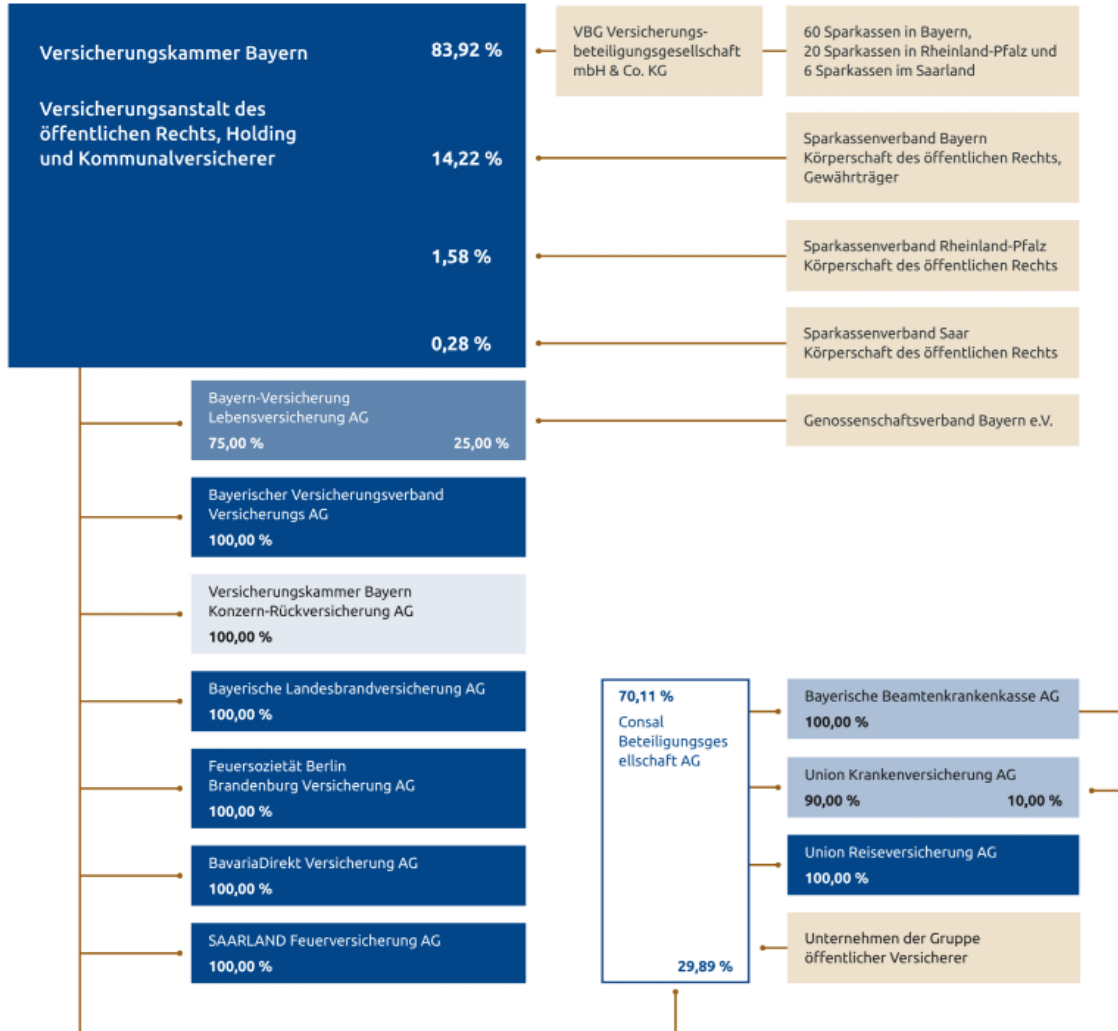 Versicherungskammer Bayern
83,92 %
Versicherungsanstalt des
öffentlichen Rechts, Holding
und Kommunalversicherer
14,22 %
1,58 %
0,28 %
VBG Versicherungs-
beteiligungsgesellschaft
mbH & Co. KG
60 Sparkassen in Bayern,
20 Sparkassen in Rheinland-Pfalz und
6 Sparkassen im Saarland
Sparkassenverband Bayern
Körperschaft des öffentlichen Rechts,
Gewährträger
Sparkassenverband Rheinland-Pfalz
Körperschaft des öffentlichen Rechts
Sparkassenverband Saar
Körperschaft des öffentlichen Rechts
Bayern-Versicherung
Lebensversicherung AG
75,00 % 25,00 %
Genossenschaftsverband Bayern e.V.
Bayerischer Versicherungsverband
Versicherungs AG
100,00 %
Versicherungskammer Bayern
Konzern-Rückversicherung AG
100,00 %
Bayerische Landesbrandversicherung AG
100,00 %
Feuersozietät Berlin
Brandenburg Versicherung AG
100,00 %
BavariaDirekt Versicherung AG
100,00 %
SAARLAND Feuerversicherung AG
100,00 %
70,11 %
Consal
Beteiligungsges
ellschaft AG
29,89 %
Bayerische Beamtenkrankenkasse AG
100,00 %
Union Krankenversicherung AG
90,00 % 10,00 %
Union Reiseversicherung AG
100,00 %
Unternehmen der Gruppe
öffentlicher Versicherer